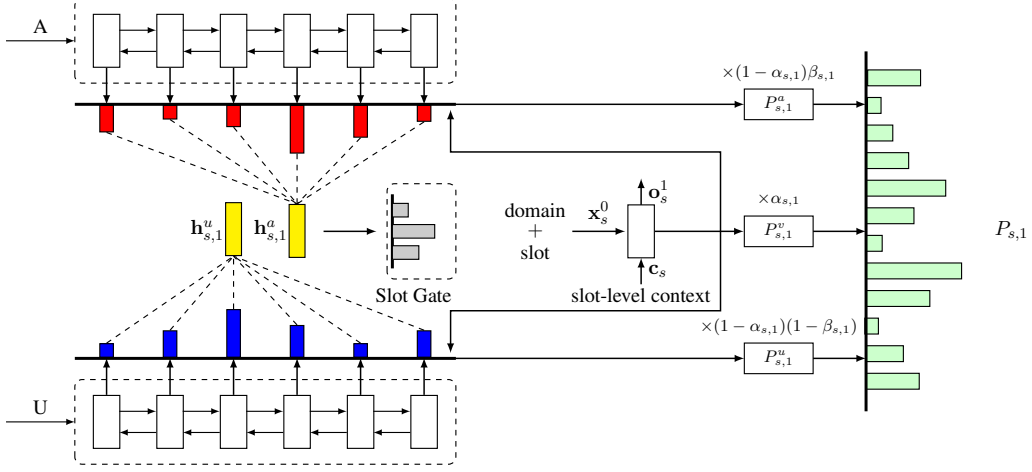 A
×(1 − α_{s,1})β_{s,1}
P^a_{s,1}
h^u_{s,1} h^a_{s,1}
Slot Gate
domain
+
slot
x^0_s
o^1_s
c_s
slot-level context
×α_{s,1}
P^v_{s,1}
P_{s,1}
×(1 − α_{s,1})(1 − β_{s,1})
P^u_{s,1}
U